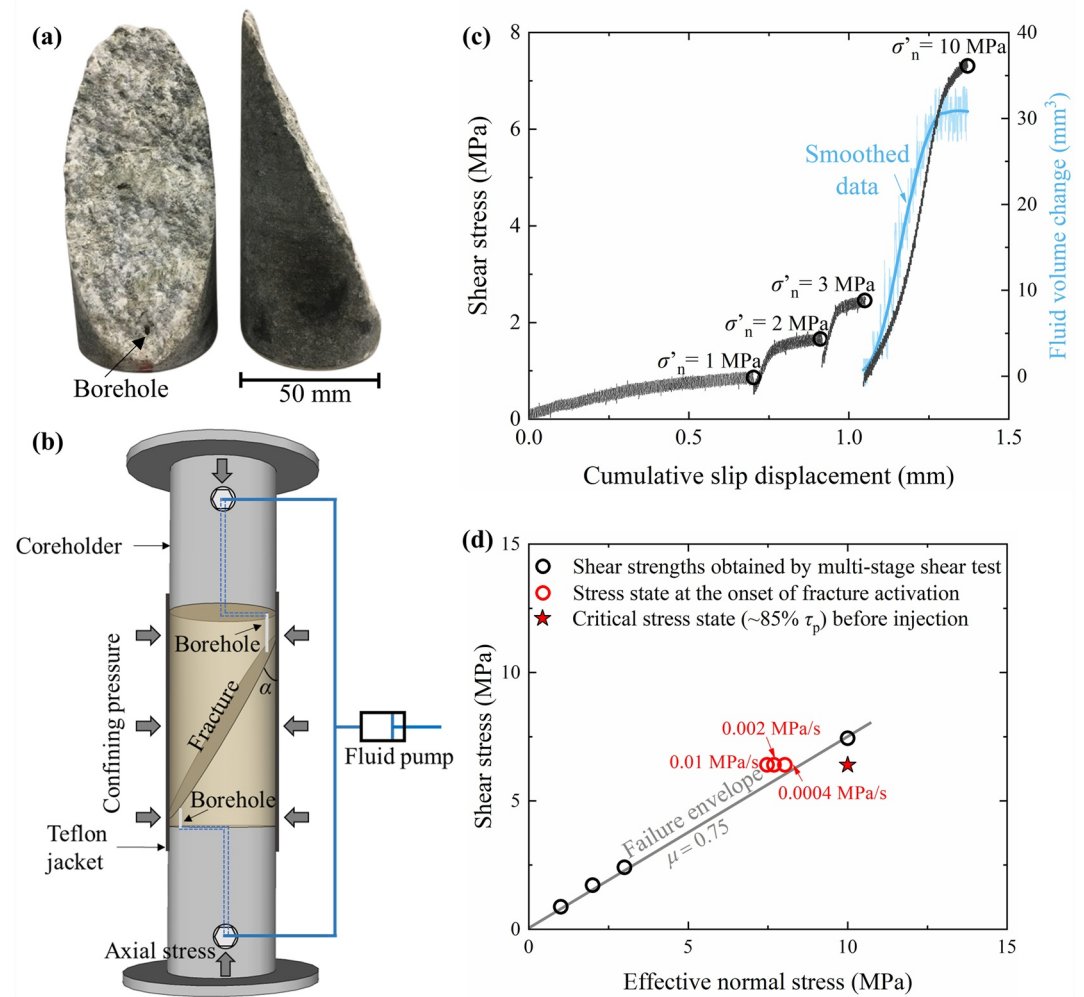 (a)
Borehole
50 mm
(b)
Coreholder
Confining pressure
Borehole
α
Fracture
Fluid pump
Borehole
Teflon
jacket
Axial stress
(c)
8
6
4
2
0
Shear stress (MPa)
σ'n= 10 MPa
Smoothed
data
σ'n= 3 MPa
σ'n= 2 MPa
σ'n= 1 MPa
40
30
20
10
0
Fluid volume change (mm³)
0.0
0.5
1.0
1.5
Cumulative slip displacement (mm)
(d)
15
10
5
0
Shear stress (MPa)
Shear strengths obtained by multi-stage shear test
Stress state at the onset of fracture activation
Critical stress state (~85% τp) before injection
0.002 MPa/s
0.01 MPa/s
0.0004 MPa/s
Failure envelope
μ = 0.75
0
5
10
15
Effective normal stress (MPa)